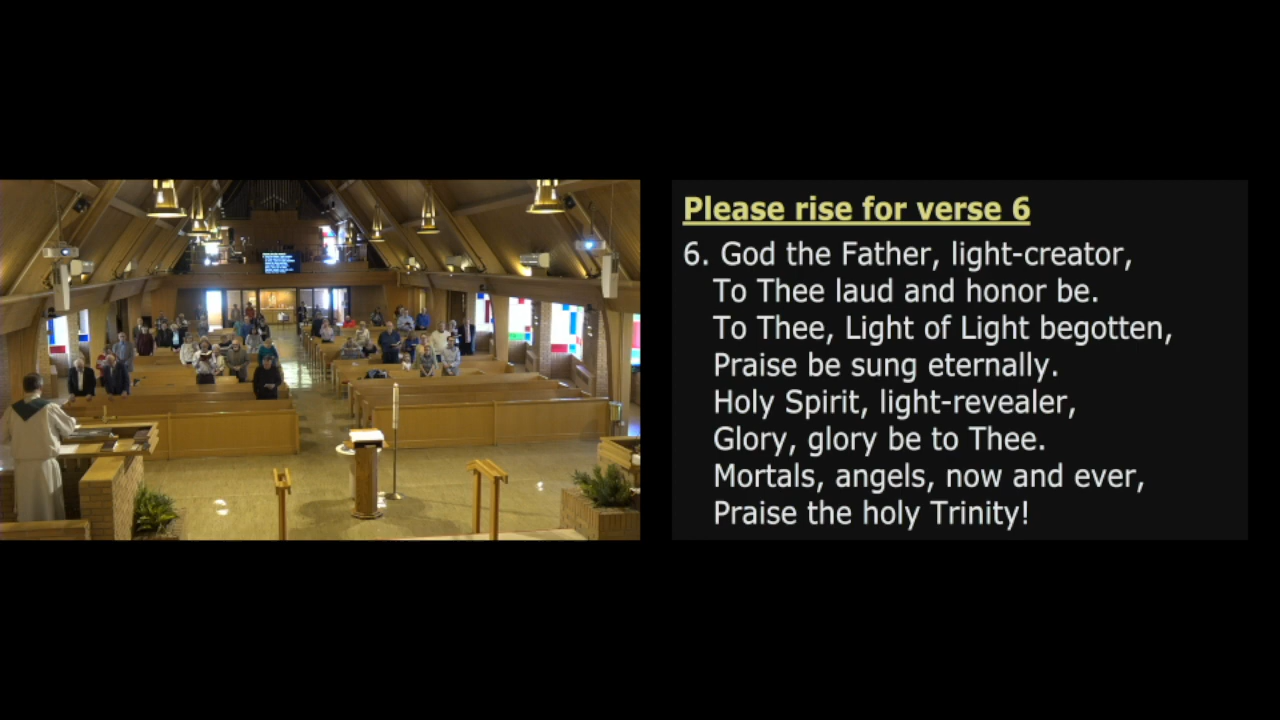 Please rise for verse 6
6. God the Father, light-creator,
To Thee laud and honor be.
To Thee, Light of Light begotten,
Praise be sung eternally.
Holy Spirit, light-revealer,
Glory, glory be to Thee.
Mortals, angels, now and ever,
Praise the holy Trinity!